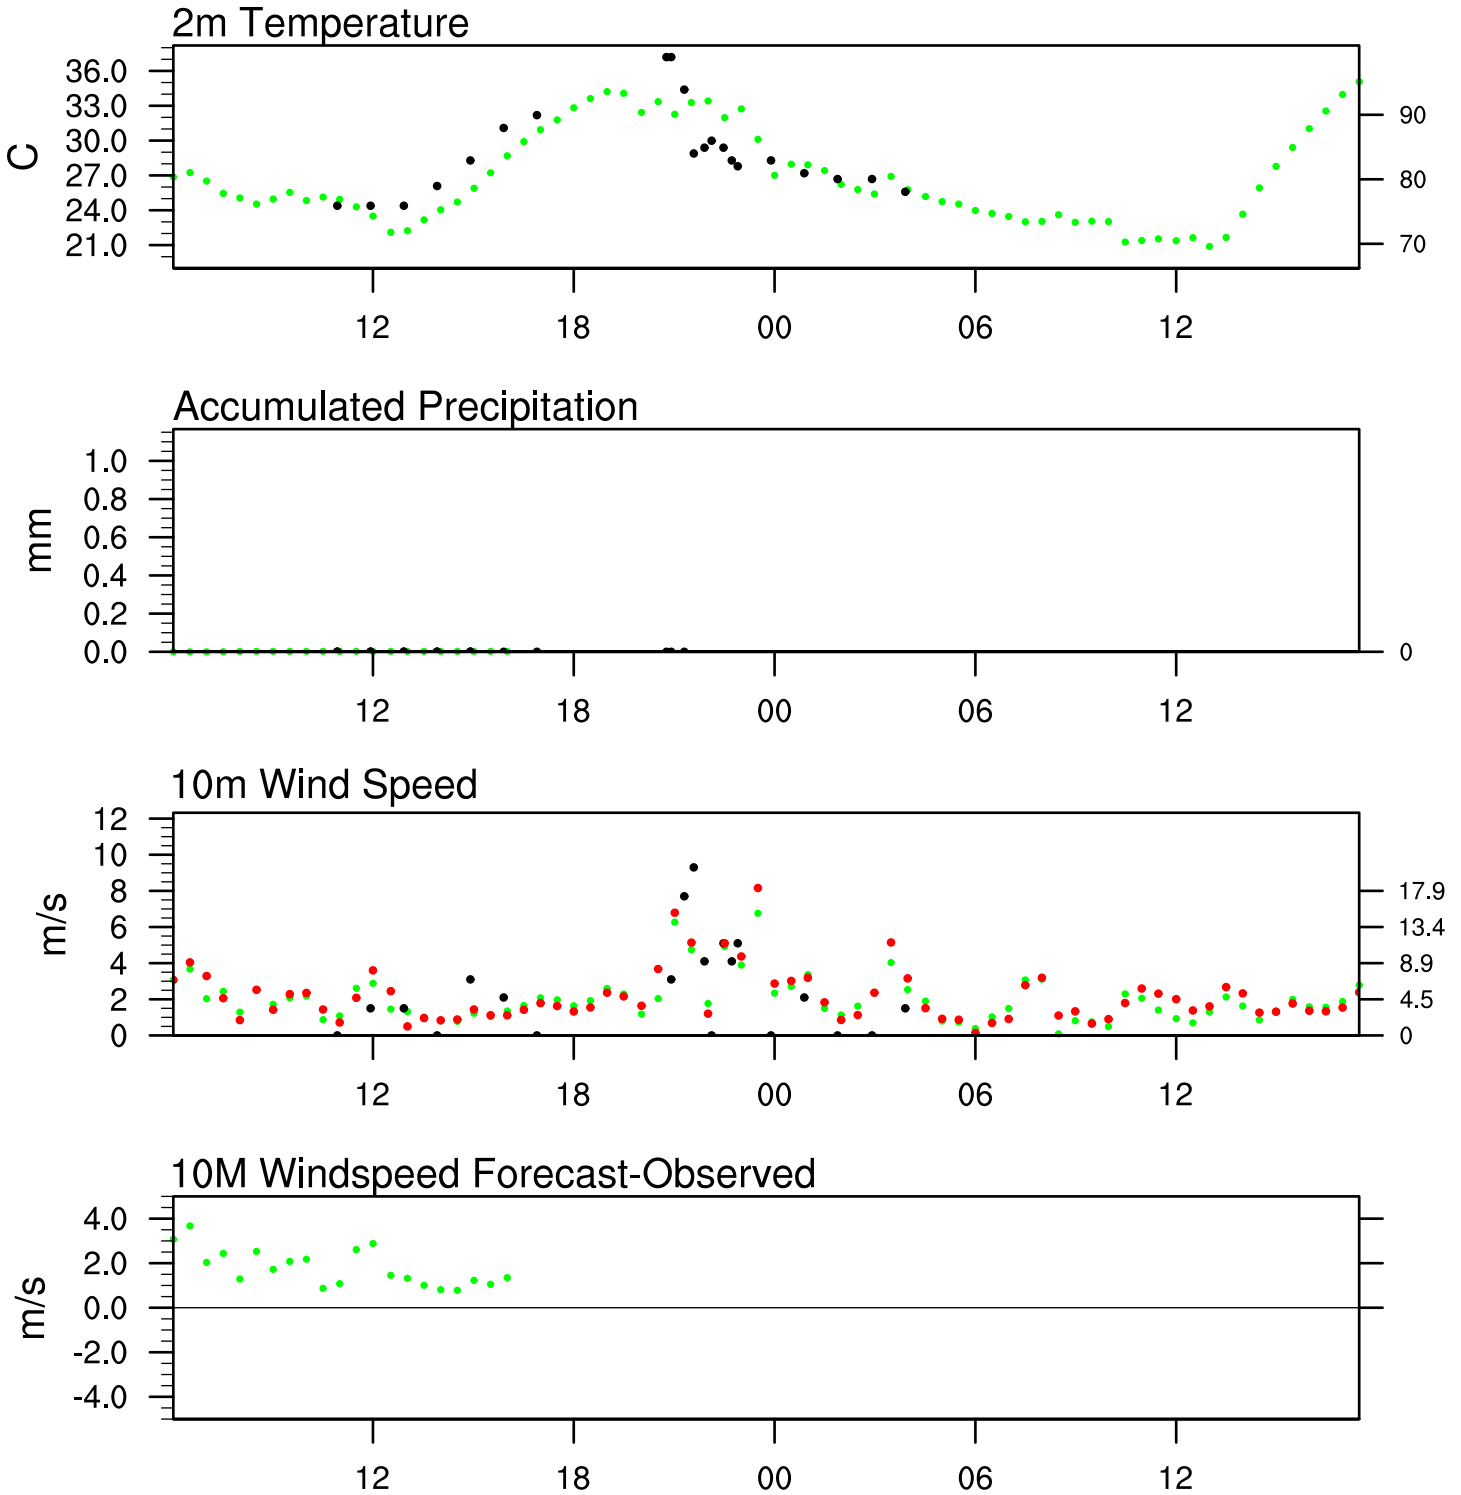 2m Temperature
36.0
33.0
30.0
27.0
24.0
21.0
C
90
80
70
12 18 00 06 12
Accumulated Precipitation
1.0
0.8
0.6
0.4
0.2
0.0
mm
0
12 18 00 06 12
10m Wind Speed
12
10
8
6
4
2
0
m/s
17.9
13.4
8.9
4.5
0
12 18 00 06 12
10M Windspeed Forecast-Observed
4.0
2.0
0.0
-2.0
-4.0
m/s
12 18 00 06 12